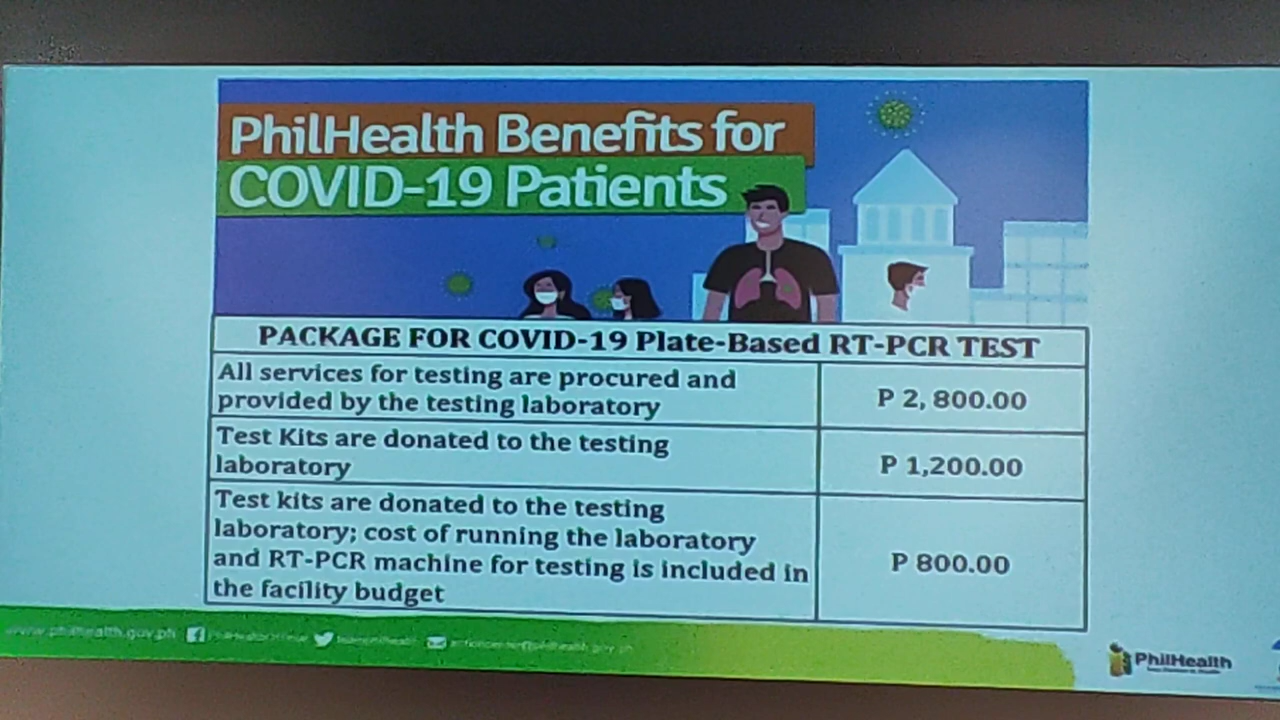 PhilHealth Benefits for
COVID-19 Patients
PACKAGE FOR COVID-19 Plate-Based RT-PCR TEST
All services for testing are procured and
provided by the testing laboratory
P 2, 800.00
Test Kits are donated to the testing
laboratory
P 1,200.00
Test kits are donated to the testing
laboratory; cost of running the laboratory
and RT-PCR machine for testing is included in
the facility budget
P 800.00
www.philhealth.gov.ph
PhilHealth